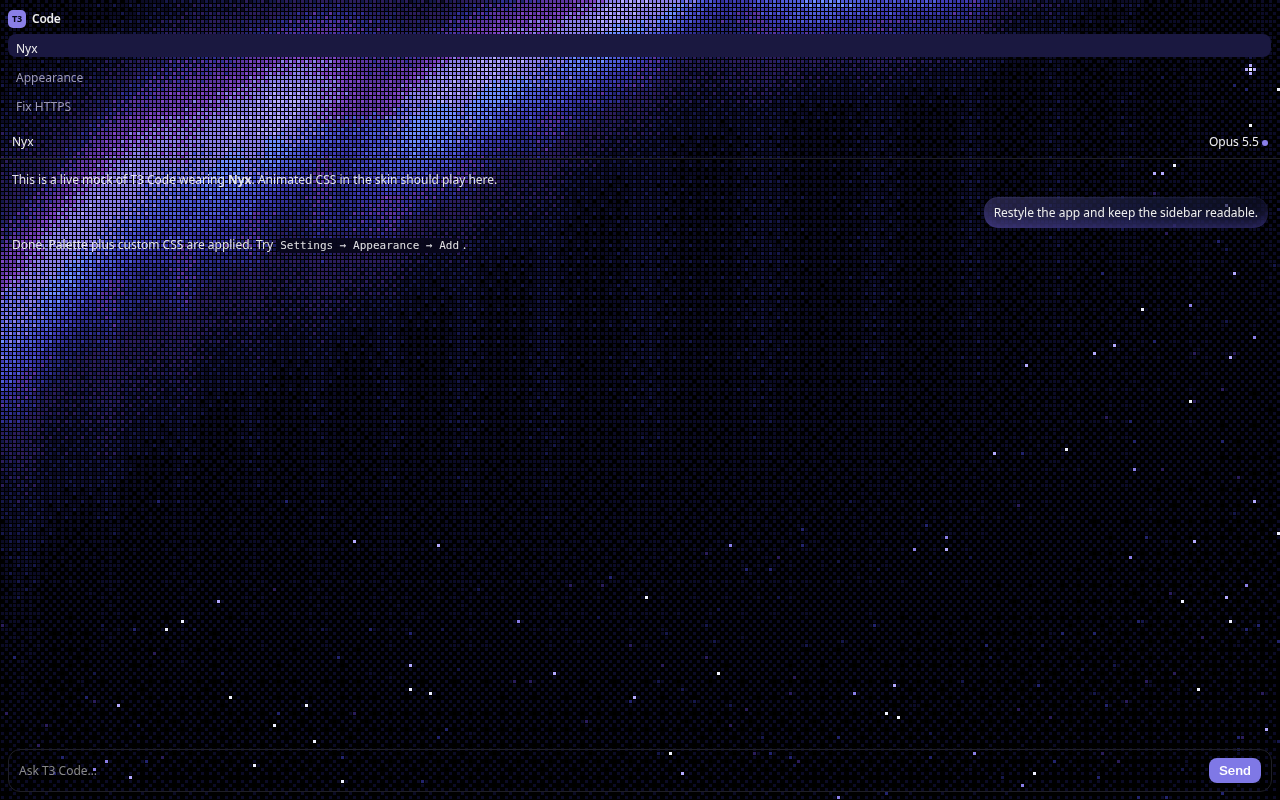 T3 Code
Nyx
Appearance
Fix HTTPS
Nyx
Opus 5.5
This is a live mock of T3 Code wearing Nyx. Animated CSS in the skin should play here.
Restyle the app and keep the sidebar readable.
Done. Palette plus custom CSS are applied. Try Settings → Appearance → Add.
Ask T3 Code...
Send